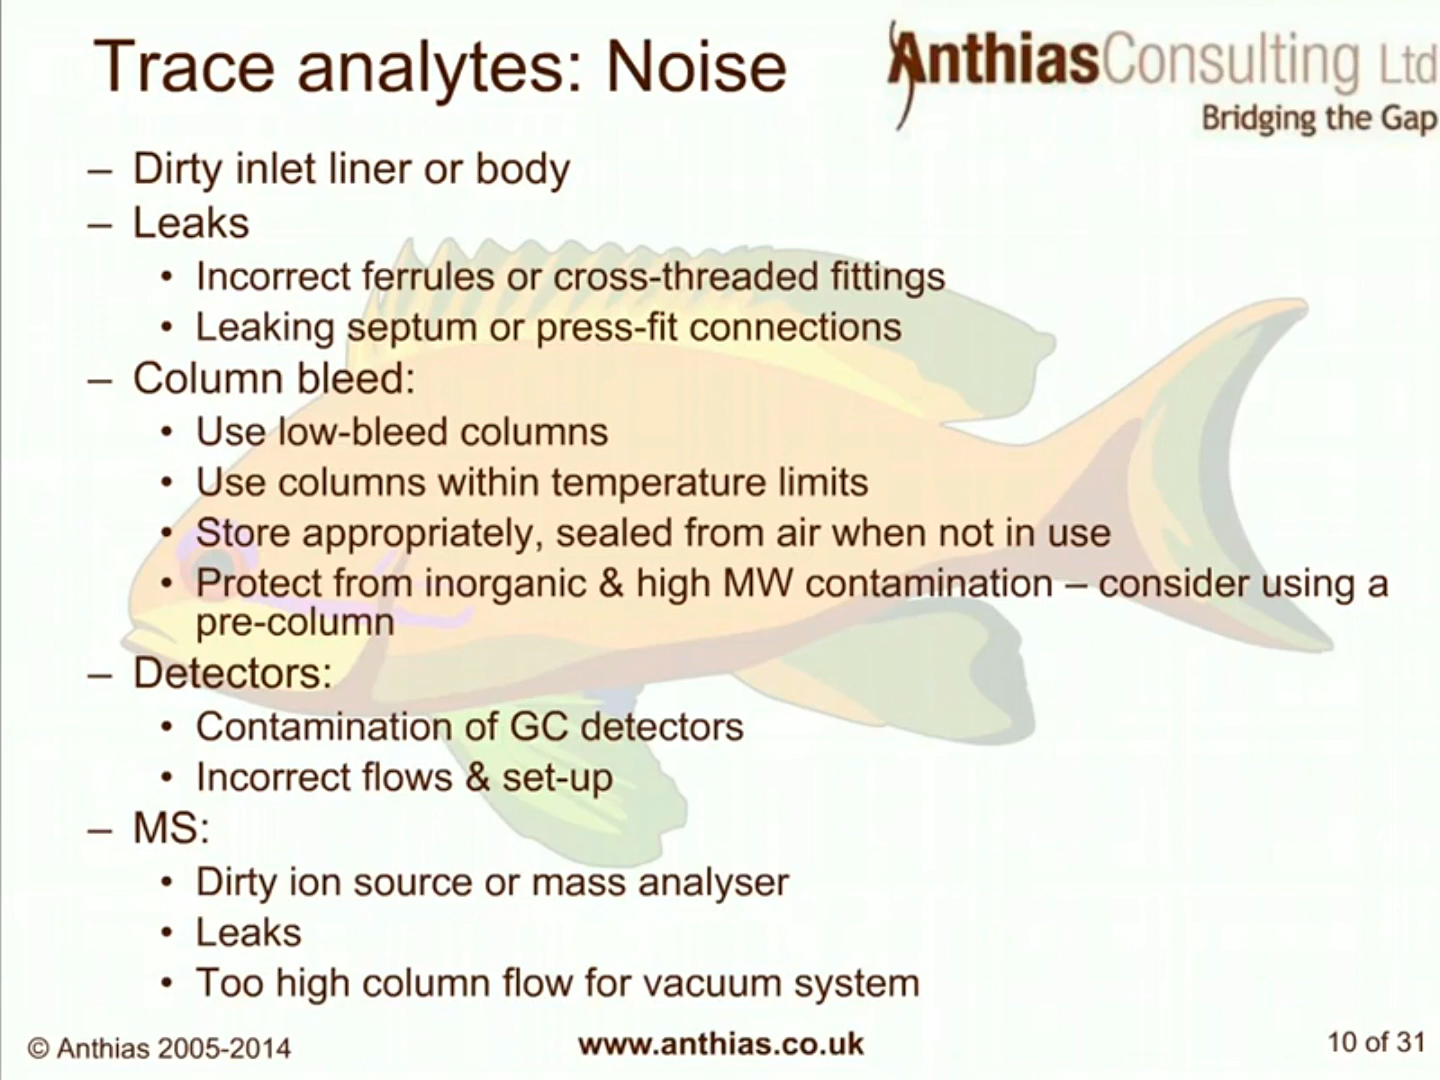 Trace analytes: Noise
AnthiasConsulting Ltd
Bridging the Gap
– Dirty inlet liner or body
– Leaks
• Incorrect ferrules or cross-threaded fittings
• Leaking septum or press-fit connections
– Column bleed:
• Use low-bleed columns
• Use columns within temperature limits
• Store appropriately, sealed from air when not in use
• Protect from inorganic & high MW contamination – consider using a
pre-column
– Detectors:
• Contamination of GC detectors
• Incorrect flows & set-up
– MS:
• Dirty ion source or mass analyser
• Leaks
• Too high column flow for vacuum system
© Anthias 2005-2014
www.anthias.co.uk
10 of 31